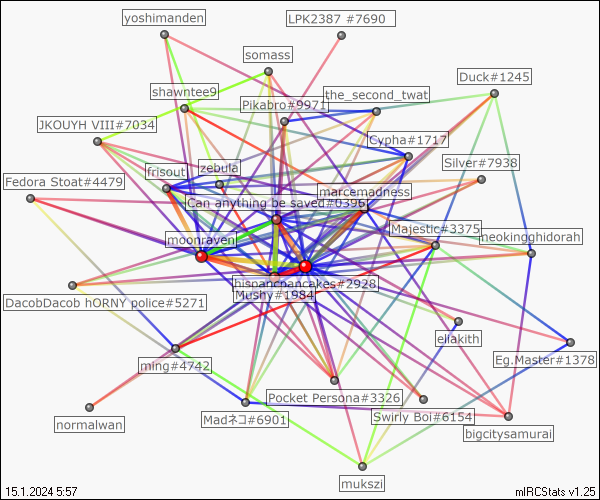 yoshimanden
LPK2387 #7690
somass
Duck#1245
shawntee9
the_second_twat
Pikabro#9971
JKOUYH VIII#7034
Cypha#1717
Silver#7938
zebula
frisout
Fedora Stoat#4479
marcemadness
Can anything be saved#0396
Majestic#3375
moonraven
neokingghidorah
hispancpancakes#2928
Mushy#1984
DacobDacob hORNY police#5271
eliakith
Eg.Master#1378
ming#4742
Pocket Persona#3326
Swirly Boi#6154
Madネコ#6901
normalwan
bigcitysamurai
mukszi
15.1.2024 5:57
mIRCStats v1.25